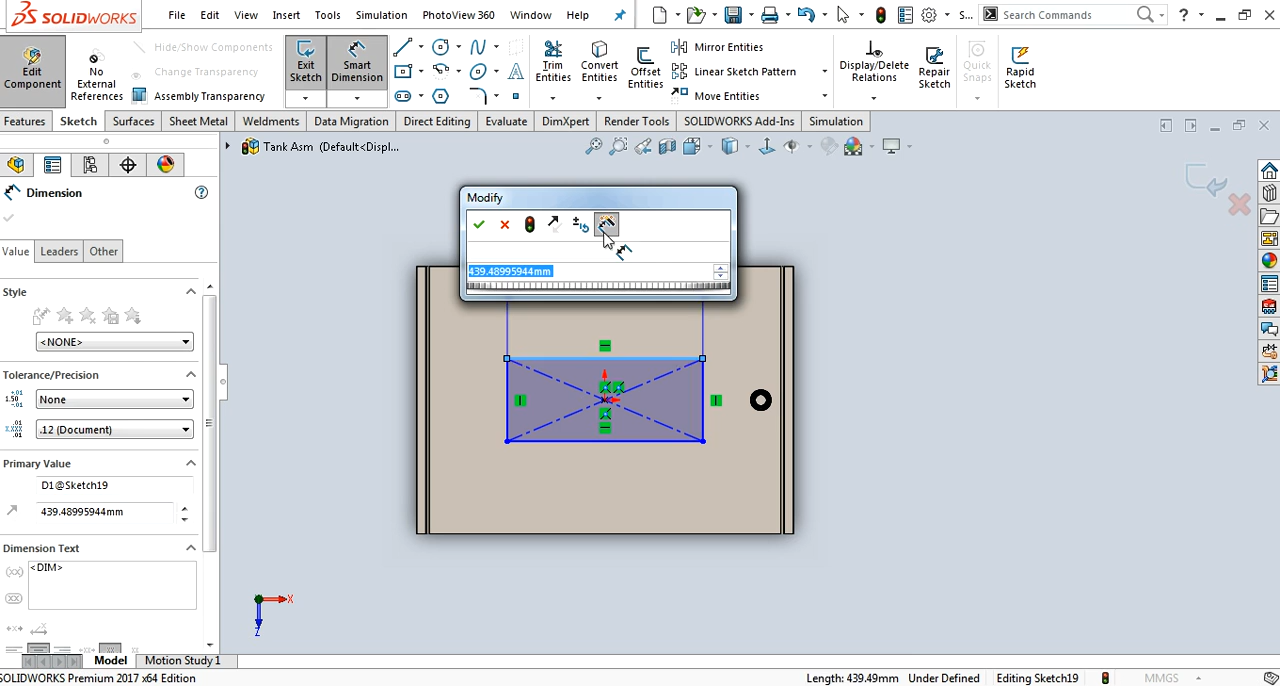 SOLIDWORKS
File Edit View Insert Tools Simulation PhotoView 360 Window Help
S...
Search Commands
?
Edit Component
No External References
Hide/Show Components
Change Transparency
Assembly Transparency
Exit Sketch
Smart Dimension
Trim Entities
Convert Entities
Offset Entities
Mirror Entities
Linear Sketch Pattern
Move Entities
Display/Delete Relations
Repair Sketch
Quick Snaps
Rapid Sketch
Features Sketch Surfaces Sheet Metal Weldments Data Migration Direct Editing Evaluate DimXpert Render Tools SOLIDWORKS Add-Ins Simulation
Tank Asm (Default<Displ...
Dimension
Value Leaders Other
Style
<NONE>
Tolerance/Precision
None
.12 (Document)
Primary Value
D1@Sketch19
439.48995944mm
Dimension Text
<DIM>
Modify
439.48995944mm
X
Z
Model Motion Study 1
SOLIDWORKS Premium 2017 x64 Edition
Length: 439.49mm Under Defined Editing Sketch19 MMGS